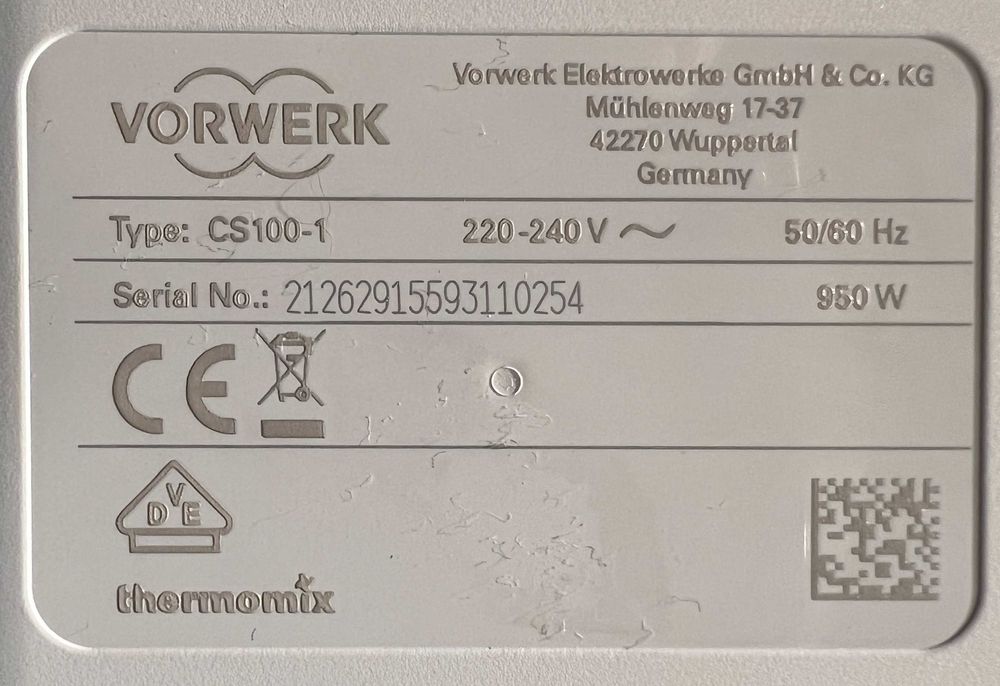 VORWERK
Vorwerk Elektrowerke GmbH & Co. KG
Mühlenweg 17-37
42270 Wuppertal
Germany
Type: CS100-1 220-240 V ~ 50/60 Hz
Serial No.: 21262915593110254 950 W
CE
VDE
thermomix